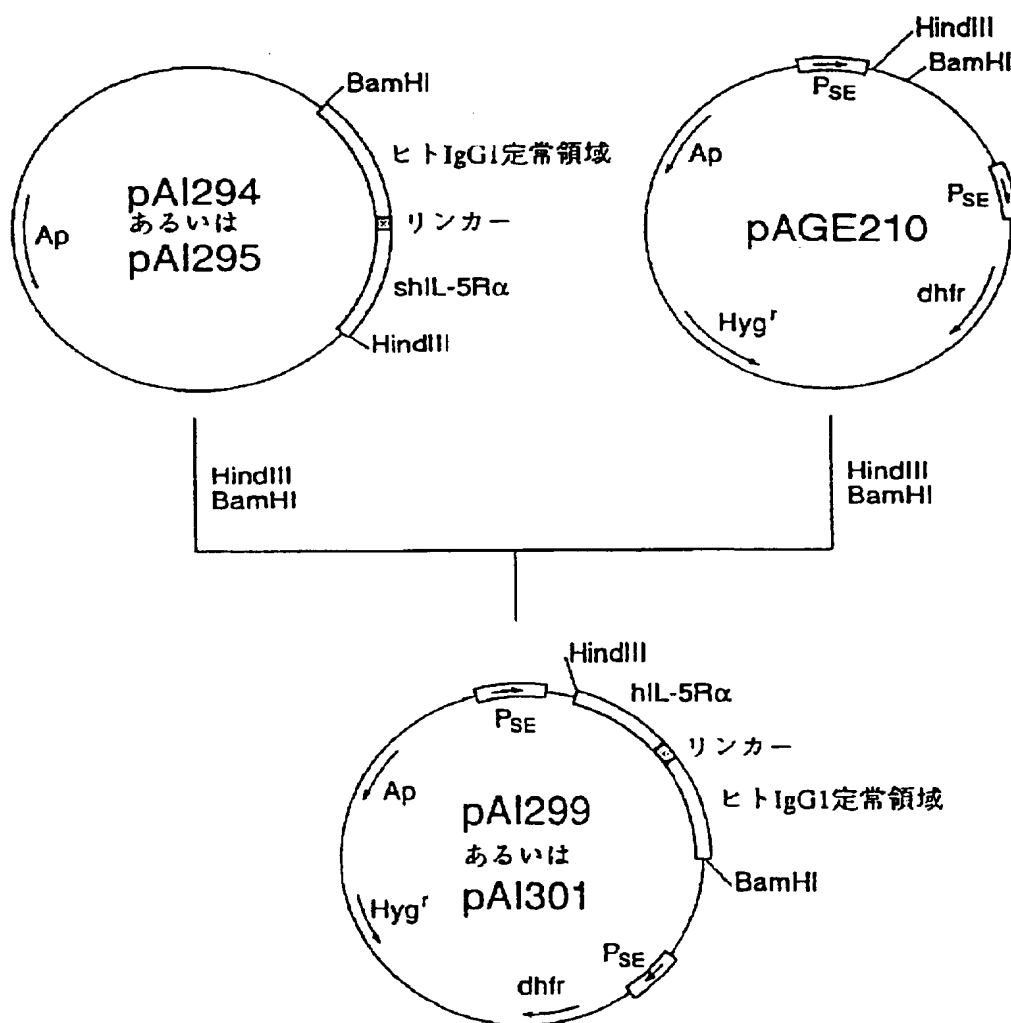 BamHI
ヒトIgG1定常領域
リンカー
shIL-5Rα
HindIII
Ap
pAI294
あるいは
pAI295
HindIII
BamHI
PSE
Ap
PSE
pAGE210
dhfr
Hygr
HindIII
BamHI
HindIII
BamHI
HindIII
hIL-5Rα
PSE
リンカー
Ap
ヒトIgG1定常領域
pAI299
あるいは
pAI301
BamHI
Hygr
PSE
dhfr